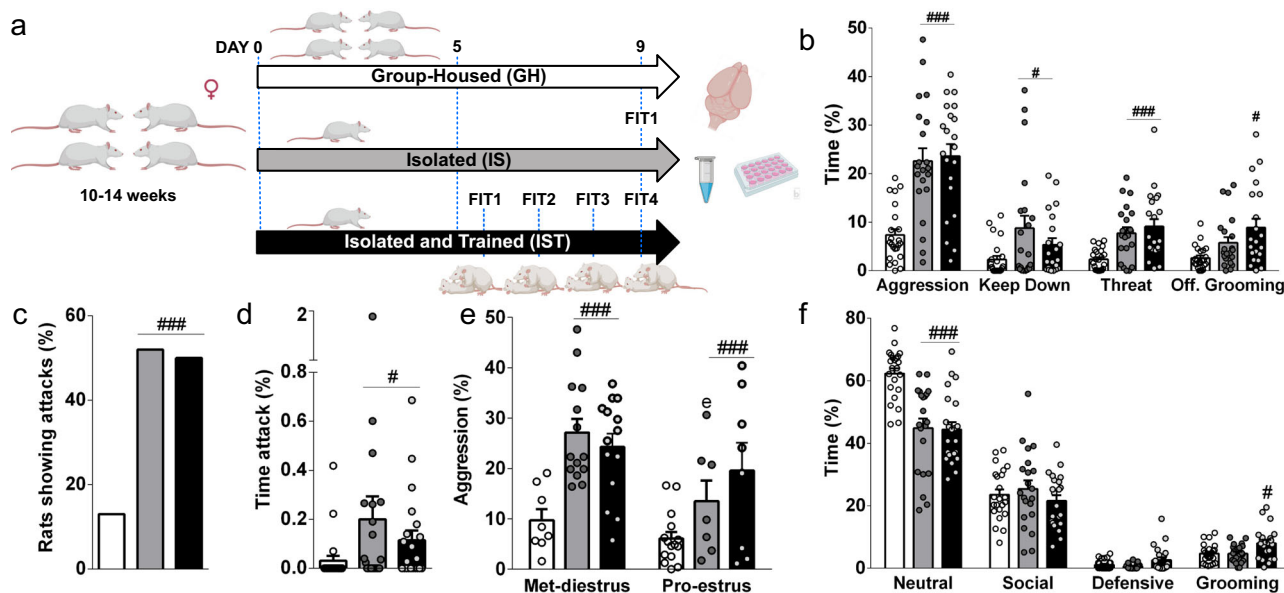 a
DAY 0
5
9
Group-Housed (GH)
♀
FIT1
Isolated (IS)
10-14 weeks
FIT1 FIT2 FIT3 FIT4
Isolated and Trained (IST)
b
Time (%)
50
40
30
20
10
0
###
#
###
#
Aggression Keep Down Threat Off. Grooming
c
Rats showing attacks (%)
60
40
20
0
###
d
Time attack (%)
2
0.8
0.6
0.4
0.2
0.0
#
e
Aggression (%)
50
40
30
20
10
0
###
e
###
Met-diestrus Pro-estrus
f
Time (%)
80
60
40
20
0
###
#
Neutral Social Defensive Grooming